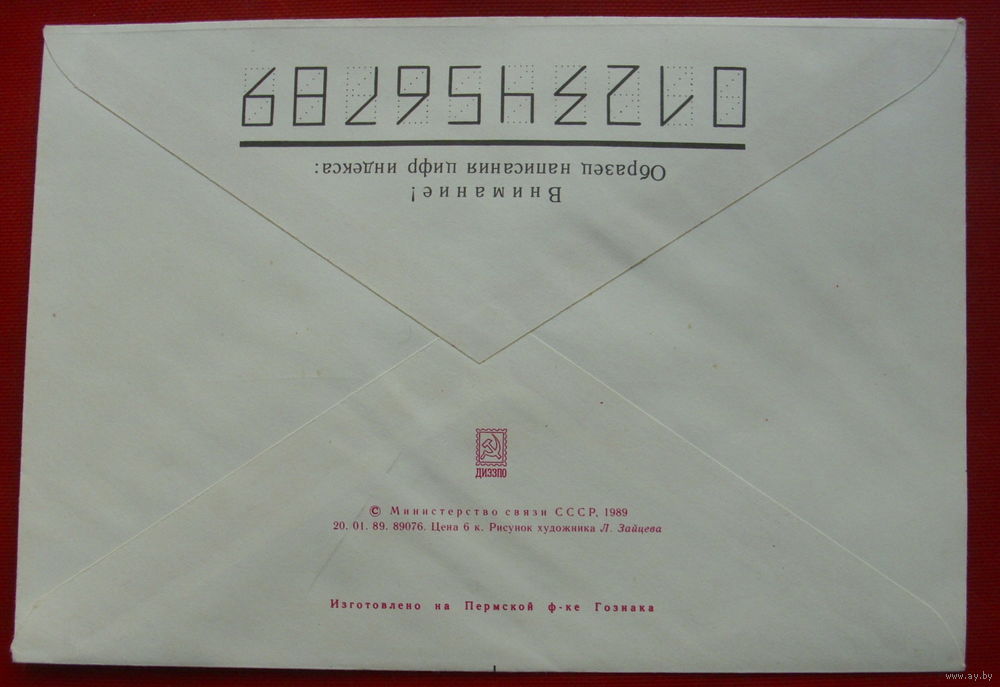 Внимание!
Образец написания цифр индекса:
0123456789
ДИЭЗПО
© Министерство связи СССР, 1989
20. 01. 89. 89076. Цена 6 к. Рисунок художника Л. Зайцева
Изготовлено на Пермской ф-ке Гознака
www.ay.by